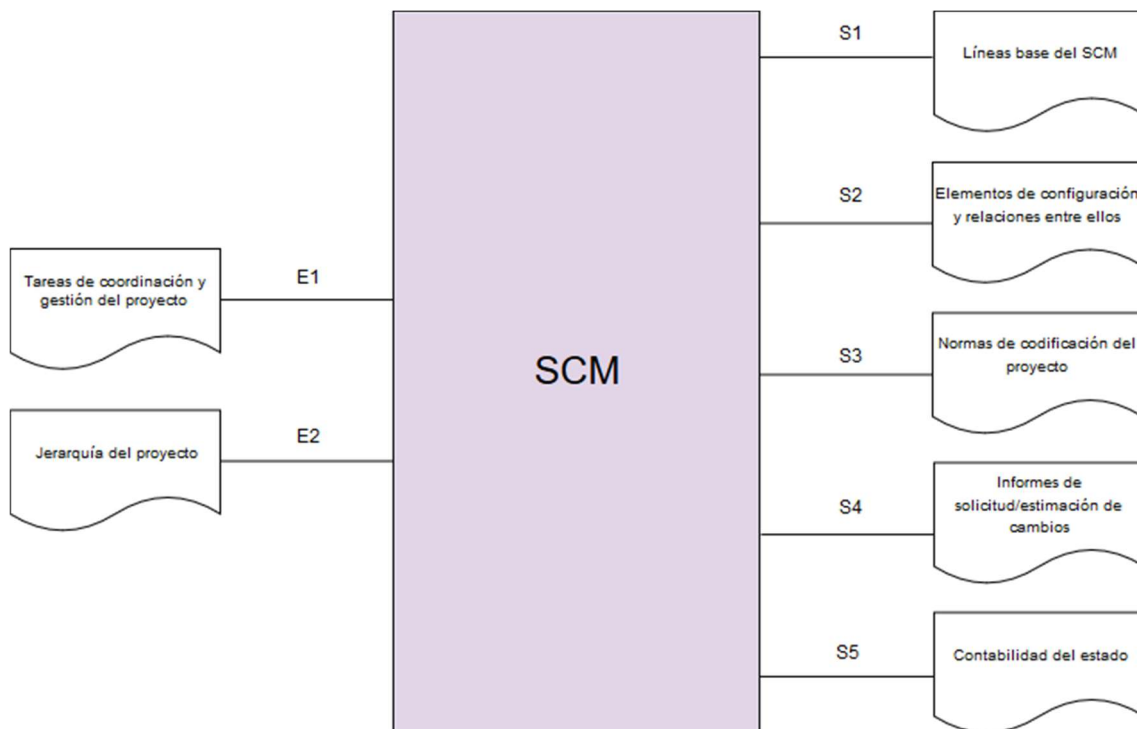 Tareas de coordinación y
gestión del proyecto
E1
Jerarquía del proyecto
E2
SCM
S1
Líneas base del SCM
S2
Elementos de configuración
y relaciones entre ellos
S3
Normas de codificación del
proyecto
S4
Informes de
solicitud/estimación de
cambios
S5
Contabilidad del estado